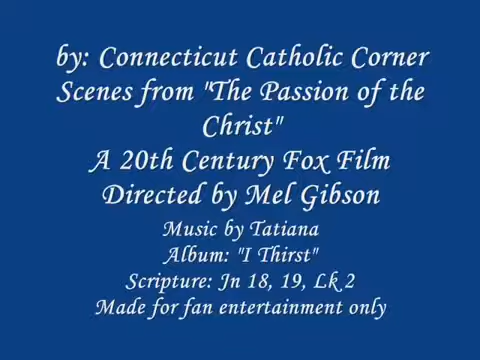 by: Connecticut Catholic Corner
Scenes from "The Passion of the
Christ"
A 20th Century Fox Film
Directed by Mel Gibson
Music by Tatiana
Album: "I Thirst"
Scripture: Jn 18, 19, Lk 2
Made for fan entertainment only